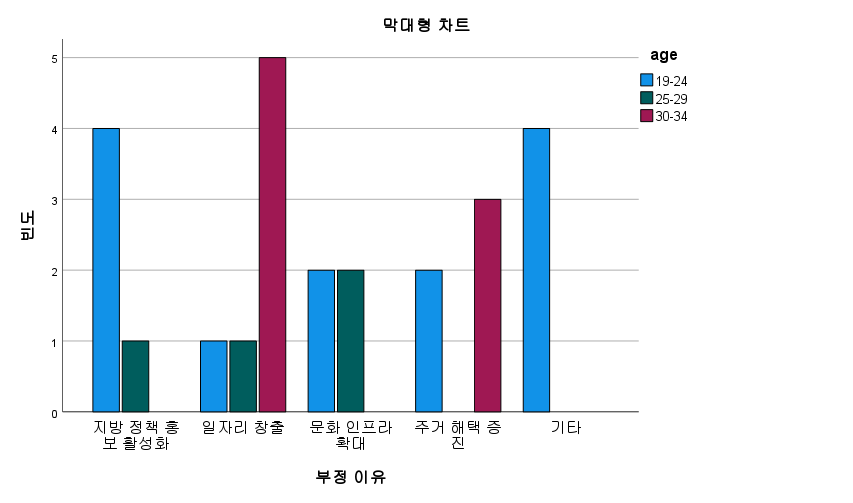 막대형 차트
age
19-24
25-29
30-34
5
4
3
2
1
0
빈도
지방 정책 홍
보 활성화
일자리 창출
문화 인프라
확대
주거 해택 증
진
기타
부정 이유